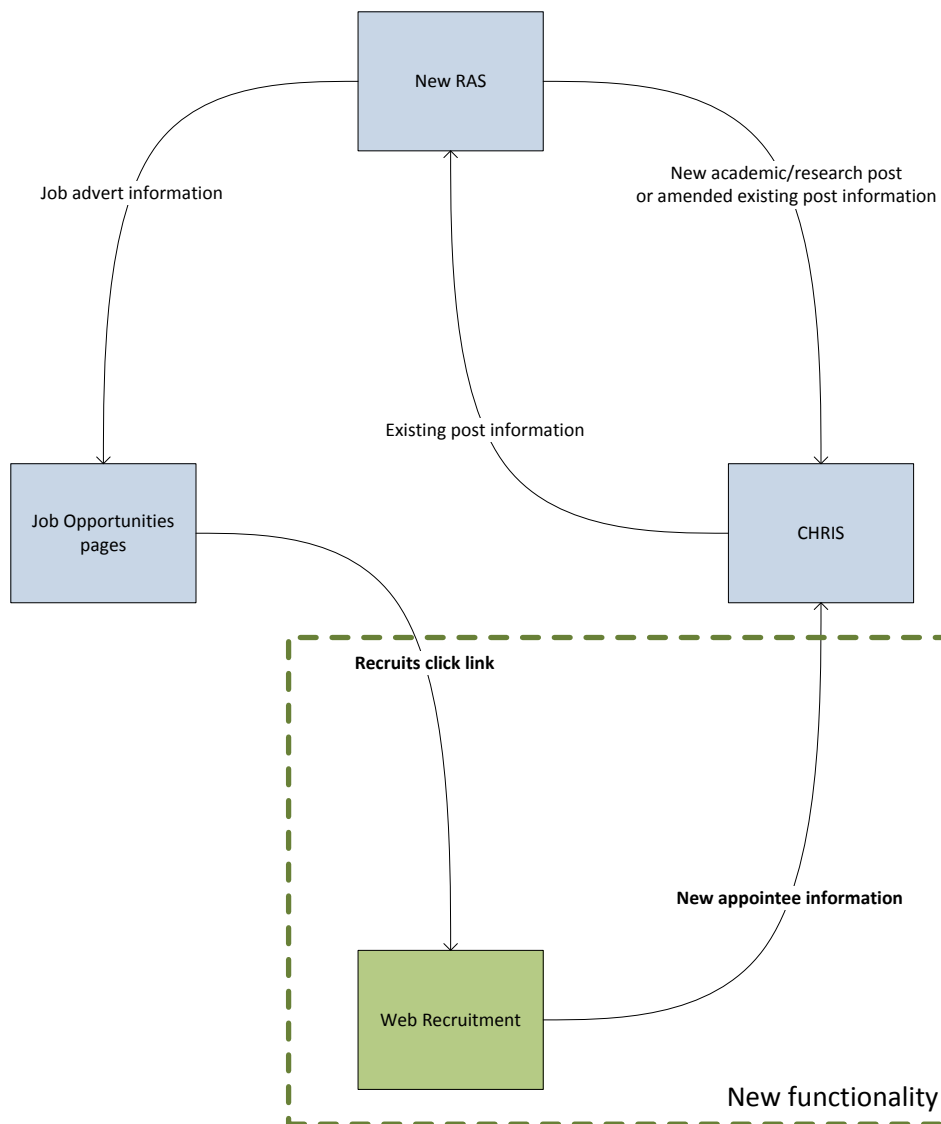 New RAS
Job advert information
New academic/research post
or amended existing post information
Existing post information
Job Opportunities
pages
CHRIS
Recruits click link
New appointee information
Web Recruitment
New functionality